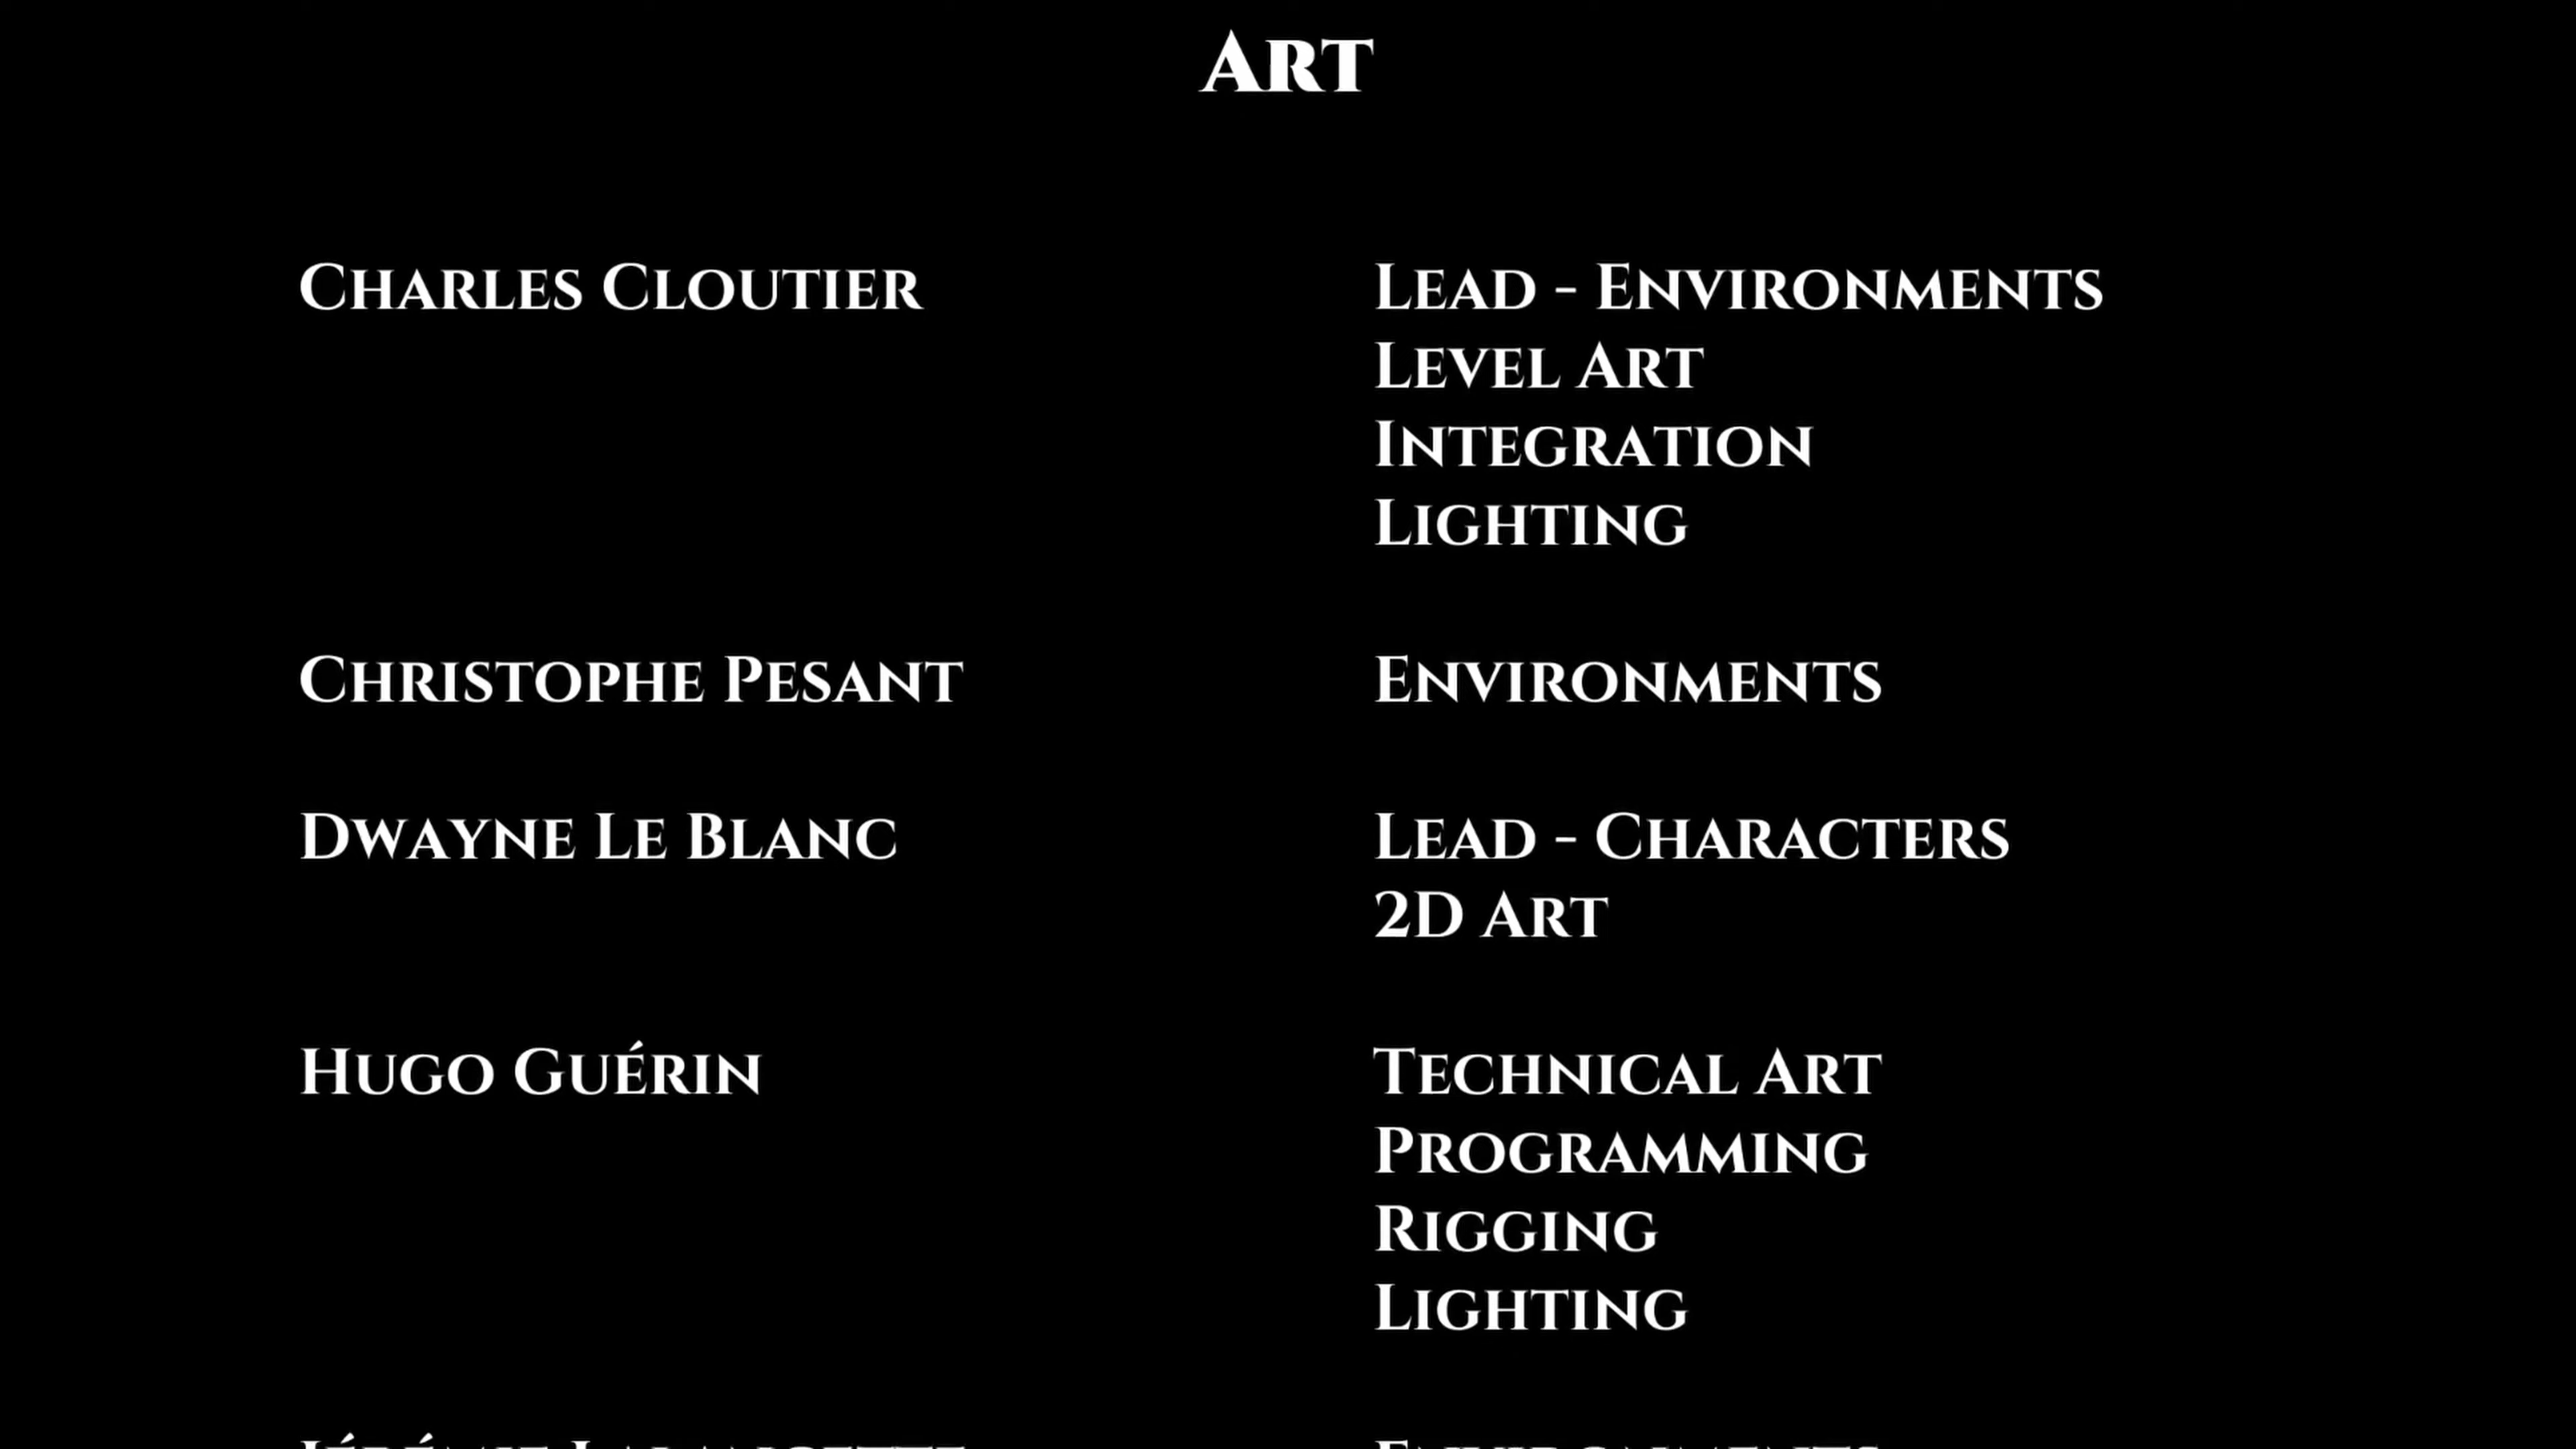 Art
Charles Cloutier Lead - Environments
Level Art
Integration
Lighting
Christophe Pesant Environments
Dwayne Le Blanc Lead - Characters
2D Art
Hugo Guérin Technical Art
Programming
Rigging
Lighting
Environments